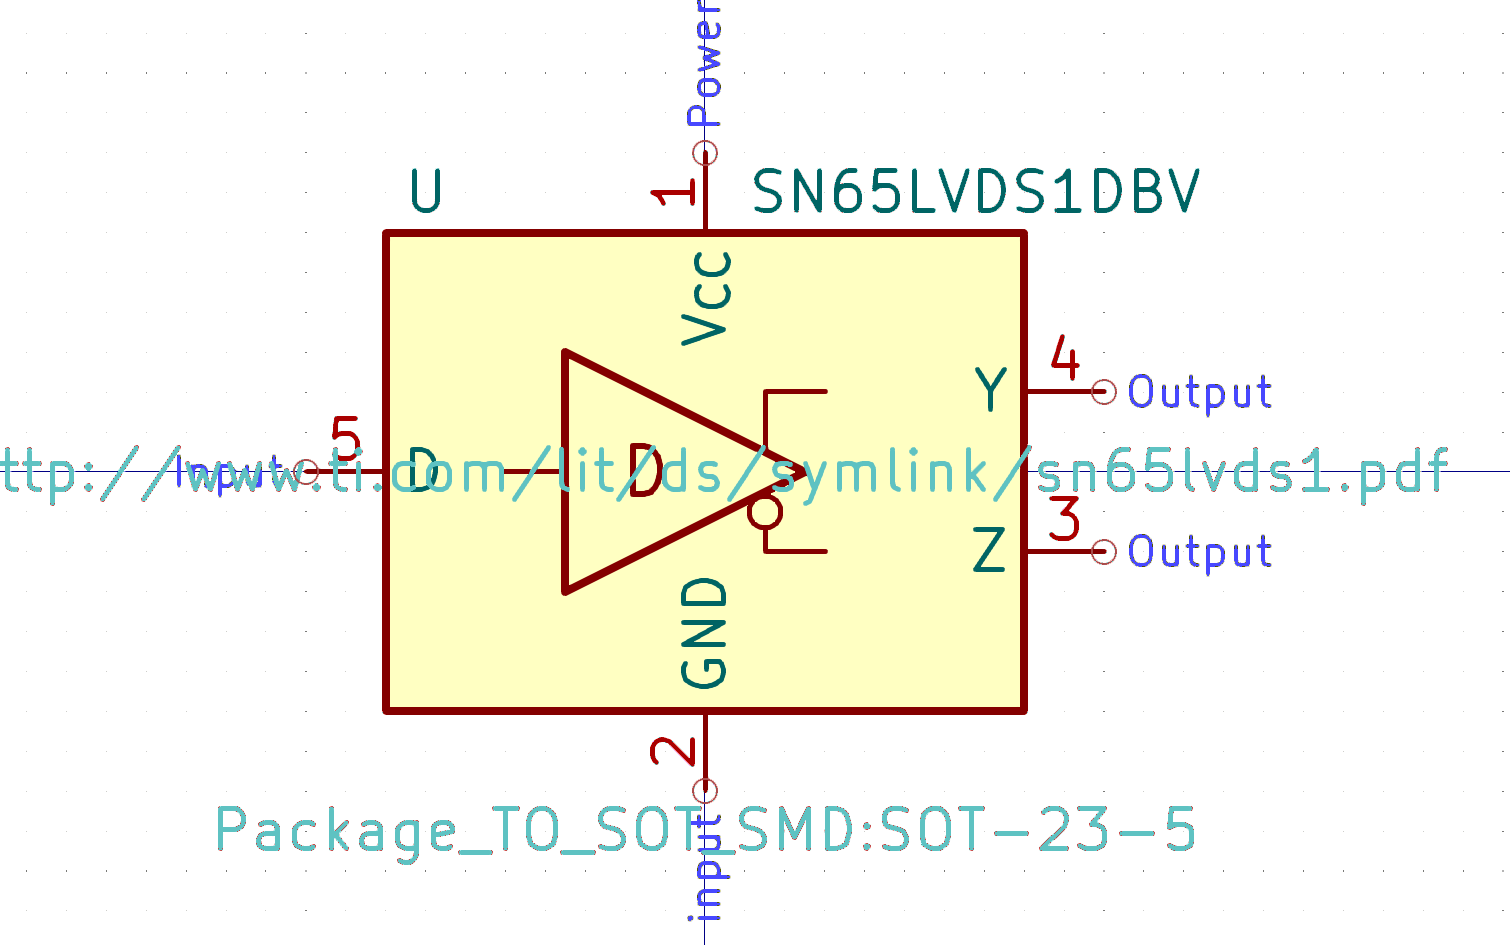 Power
1
U
SN65LVDS1DBV
Vcc
4
Y
Output
5
Input
D
D
ttp://www.ti.com/lit/ds/symlink/sn65lvds1.pdf
3
Z
Output
GND
2
Package_TO_SOT_SMD:SOT-23-5
input